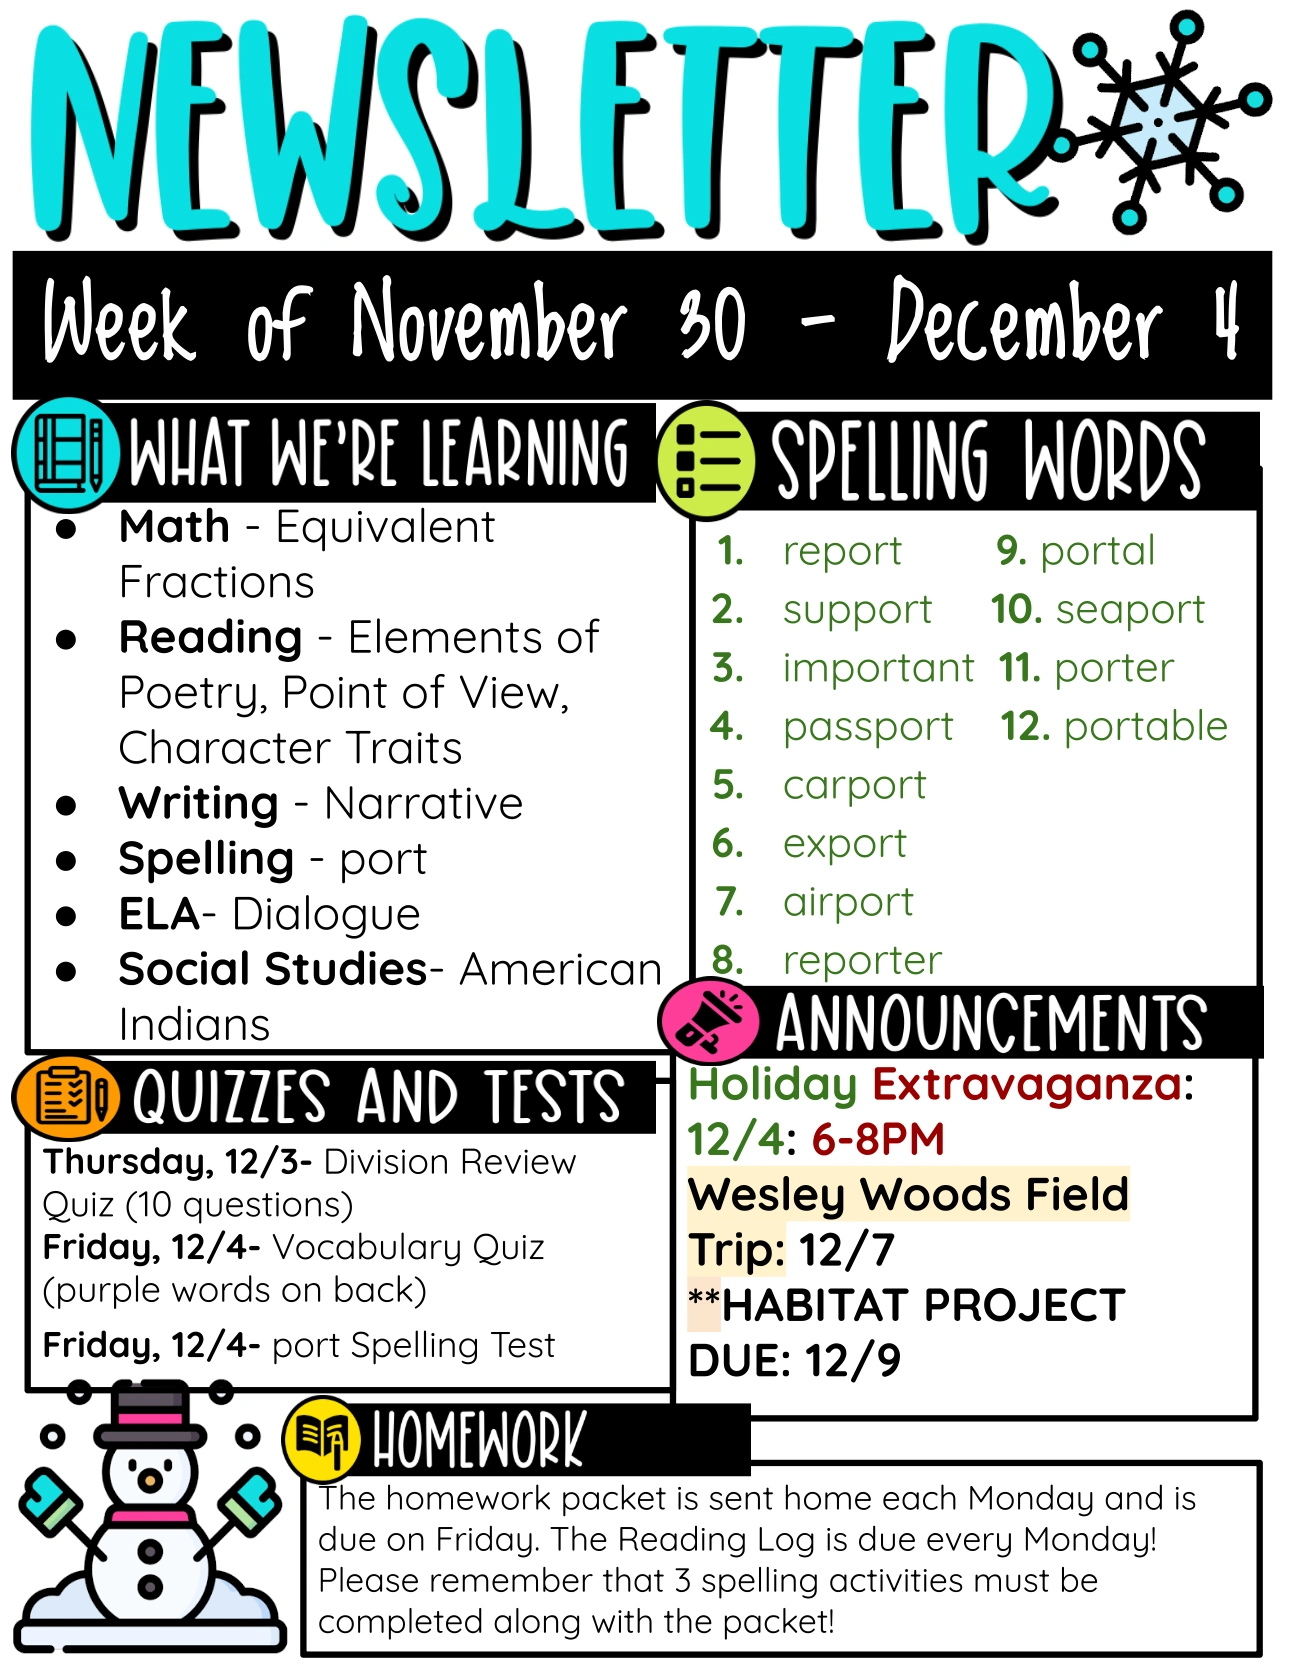 NEWSLETTER
Week of November 30 - December 4
WHAT WE'RE LEARNING
● Math - Equivalent
Fractions
● Reading - Elements of
Poetry, Point of View,
Character Traits
● Writing - Narrative
● Spelling - port
● ELA- Dialogue
● Social Studies- American
Indians
SPELLING WORDS
1. report 9. portal
2. support 10. seaport
3. important 11. porter
4. passport 12. portable
5. carport
6. export
7. airport
8. reporter
QUIZZES AND TESTS
Thursday, 12/3- Division Review
Quiz (10 questions)
Friday, 12/4- Vocabulary Quiz
(purple words on back)
Friday, 12/4- port Spelling Test
ANNOUNCEMENTS
Holiday Extravaganza:
12/4: 6-8PM
Wesley Woods Field
Trip: 12/7
**HABITAT PROJECT
DUE: 12/9
HOMEWORK
The homework packet is sent home each Monday and is
due on Friday. The Reading Log is due every Monday!
Please remember that 3 spelling activities must be
completed along with the packet!